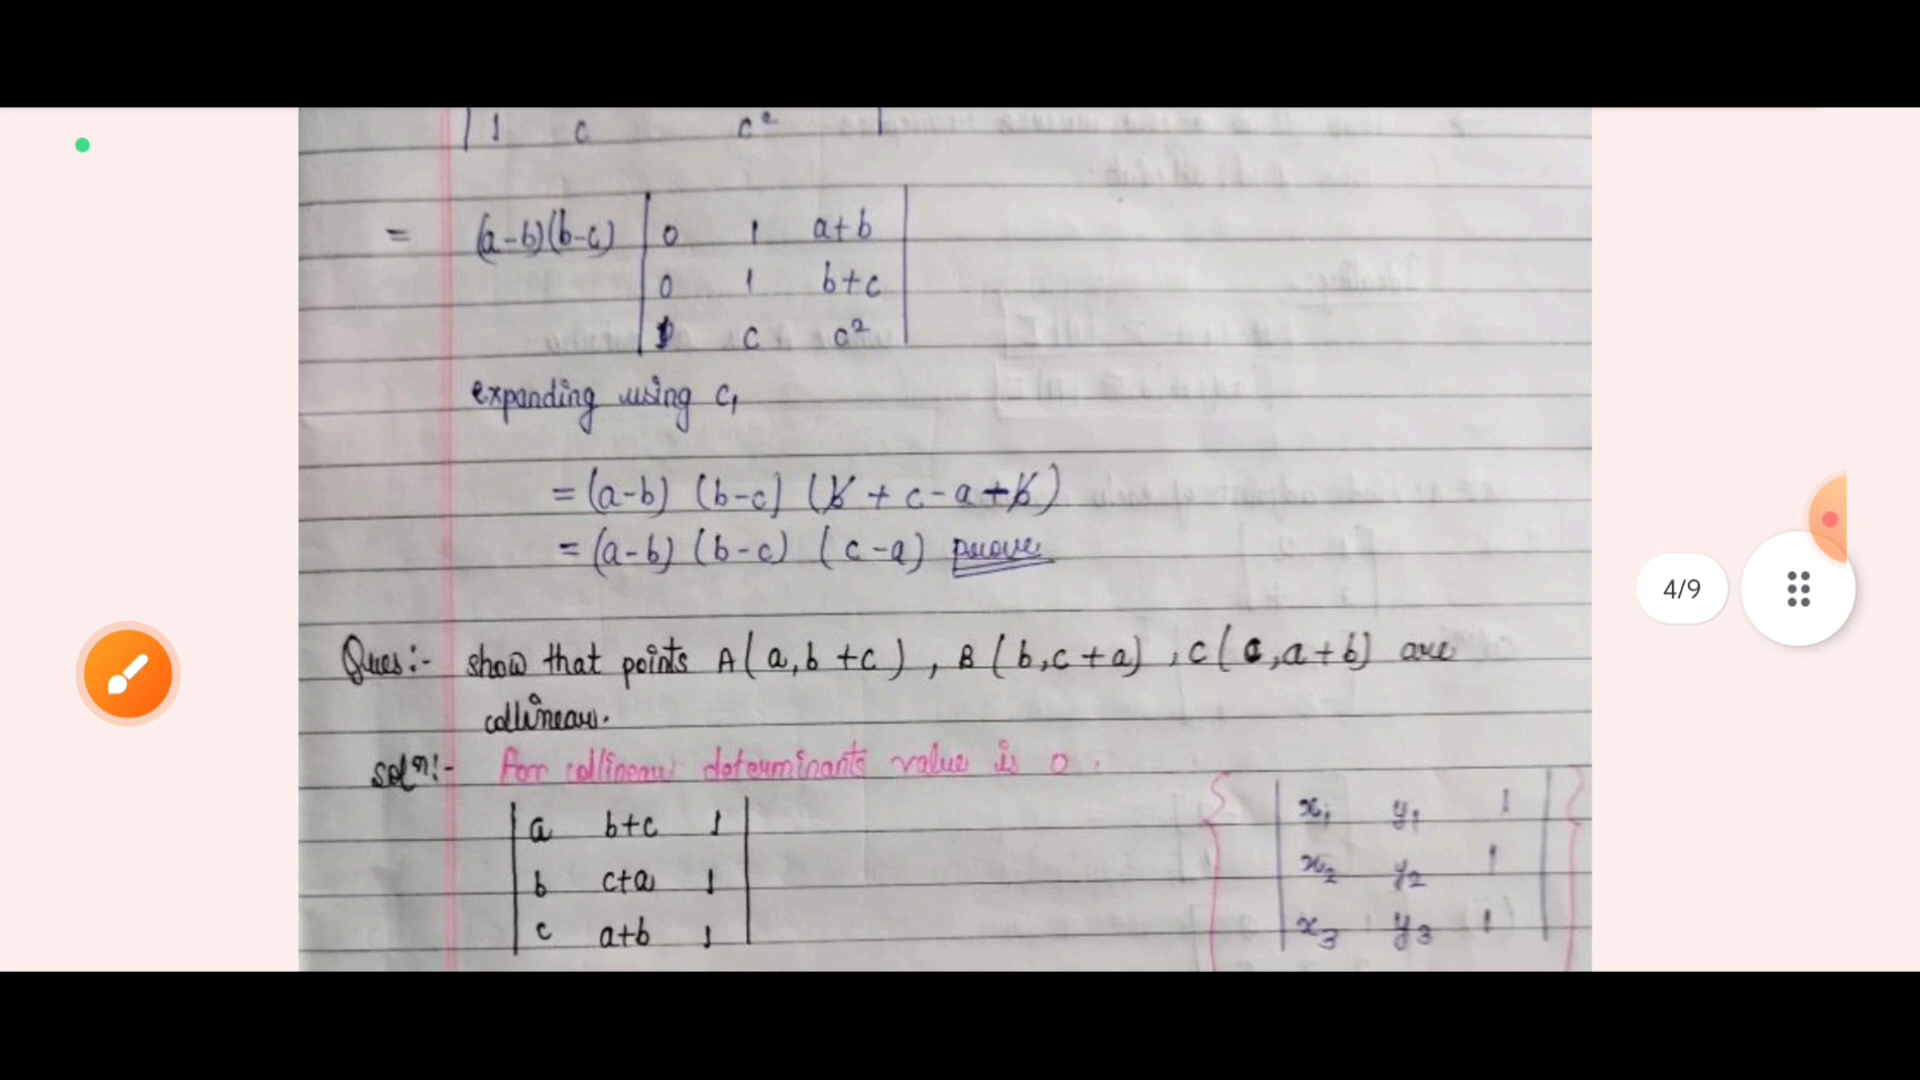 1 c c²
= (a-b)(b-c) | 0 1 a+b |
| 0 1 b+c |
| 1 c c² |
expanding using C₁
= (a-b) (b-c) (b + c - a + b)
= (a-b) (b-c) (c-a) prove
Ques:- show that points A(a,b+c), B(b,c+a), C(c,a+b) are
collinear.
solⁿ:- For collinear determinants value is 0.
| a b+c 1 |
| b c+a 1 |
| c a+b 1 |
{ | x₁ y₁ 1 | }
| x₂ y₂ 1 |
| x₃ y₃ 1 |
4/9